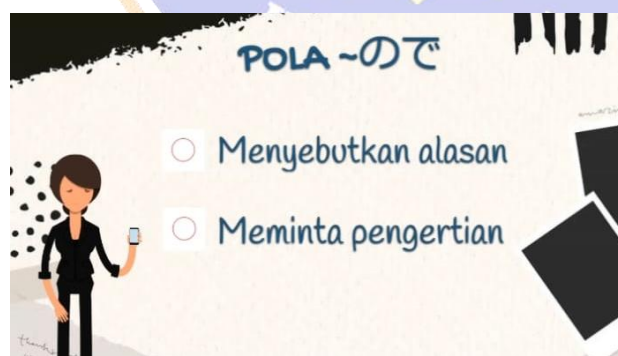 POLA ~ので
Menyebutkan alasan
Meminta pengertian